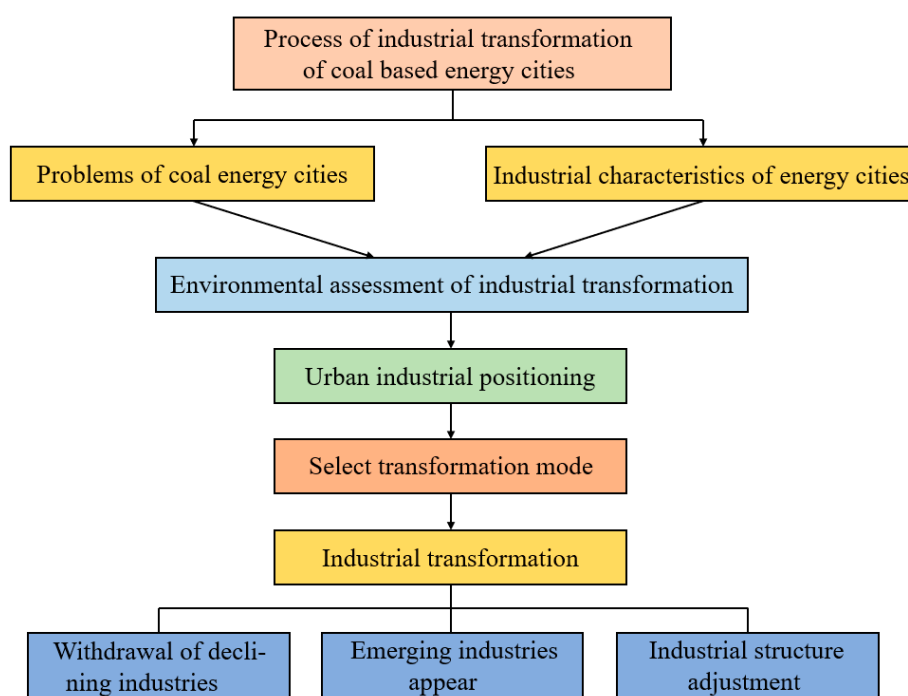 Process of industrial transformation
of coal based energy cities
Problems of coal energy cities
Industrial characteristics of energy cities
Environmental assessment of industrial transformation
Urban industrial positioning
Select transformation mode
Industrial transformation
Withdrawal of decli-
ning industries
Emerging industries
appear
Industrial structure
adjustment